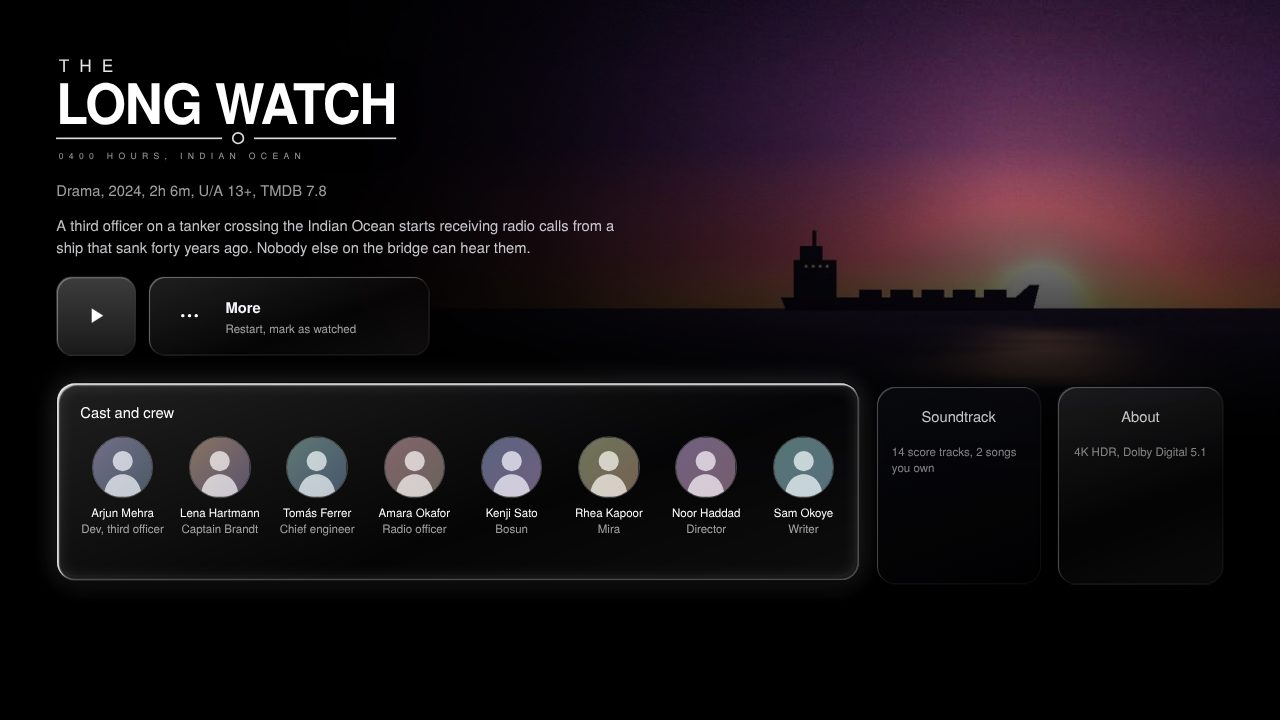 THE
LONG WATCH
0400 HOURS, INDIAN OCEAN
Drama, 2024, 2h 6m, U/A 13+, TMDB 7.8
A third officer on a tanker crossing the Indian Ocean starts receiving radio calls from a
ship that sank forty years ago. Nobody else on the bridge can hear them.
More
Restart, mark as watched
Cast and crew
Arjun Mehra
Dev, third officer
Lena Hartmann
Captain Brandt
Tomás Ferrer
Chief engineer
Amara Okafor
Radio officer
Kenji Sato
Bosun
Rhea Kapoor
Mira
Noor Haddad
Director
Sam Okoye
Writer
Soundtrack
14 score tracks, 2 songs
you own
About
4K HDR, Dolby Digital 5.1